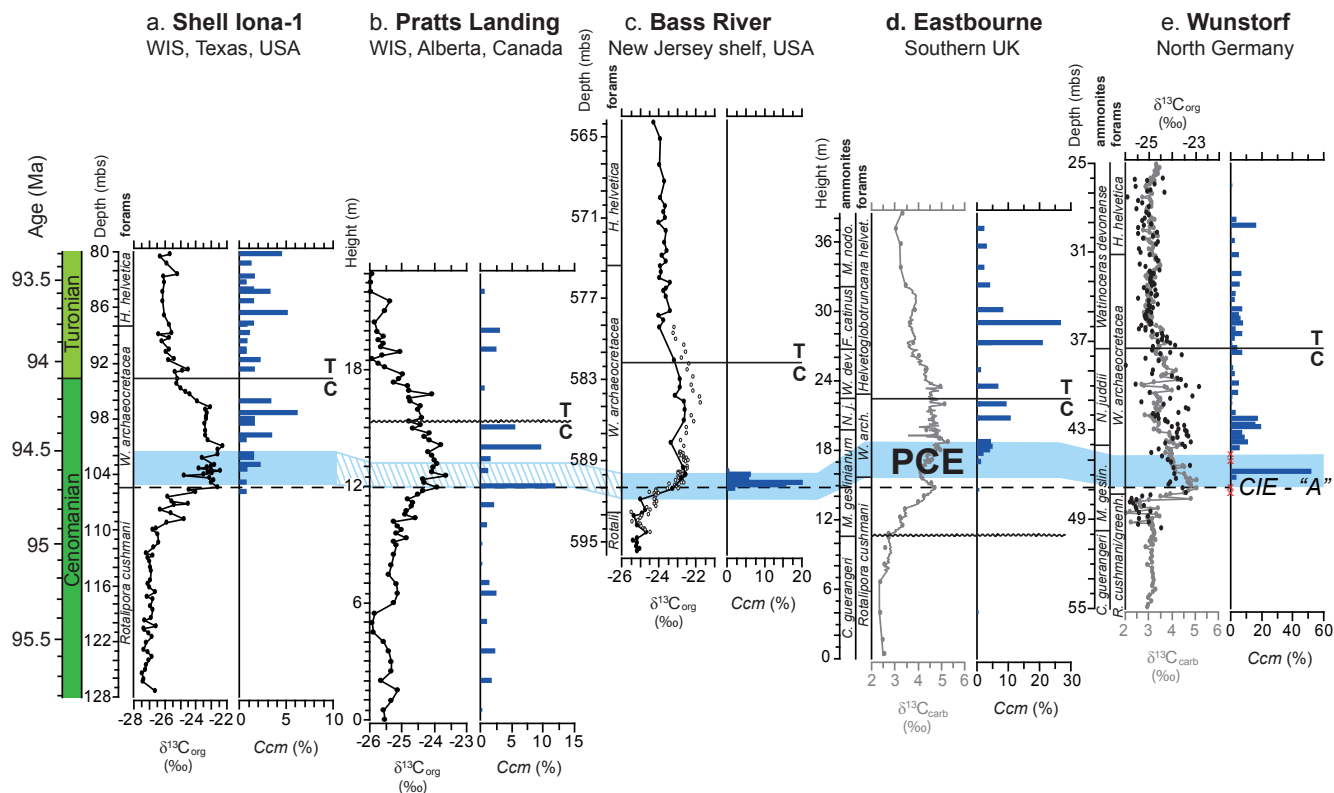 a. Shell Iona-1
WIS, Texas, USA
b. Pratts Landing
WIS, Alberta, Canada
c. Bass River
New Jersey shelf, USA
d. Eastbourne
Southern UK
e. Wunstorf
North Germany
Age (Ma)
93.5
94
94.5
95
95.5
Turonian
Cenomanian
Depth (mbs)
forams
80
86
92
98
104
110
116
122
128
H. helvetica
W. archaeocretacea
Rotalipora cushmani
T
C
-28 -26 -24 -22
δ13Corg
(‰)
0 5 10
Ccm (%)
Height (m)
18
12
6
0
T
C
-26 -25 -24 -23
δ13Corg
(‰)
0 5 10 15
Ccm (%)
Depth (mbs)
forams
565
571
577
583
589
595
H. helvetica
W. archaeocretacea
Rotali.
T
C
-26 -24 -22
δ13Corg
(‰)
0 10 20
Ccm (%)
Height (m)
ammonites
forams
36
30
24
18
12
6
0
M. nodo.
F. catinus
W. dev.
N. j.
M. geslinianum
C. guerangeri
Helvetoglobotruncana helvet.
W. arch.
Rotalipora cushmani
T
C
PCE
2 3 4 5 6
δ13Ccarb
(‰)
0 10 20 30
Ccm (%)
Depth (mbs)
ammonites
forams
δ13Corg
(‰)
-25 -23
25
31
37
43
49
55
Watinoceras devonense
N. juddii
M. geslin.
C. guerangeri
H. helvetica
W. archaeocretacea
R. cushmani/greenh.
T
C
CIE - “A”
2 3 4 5 6
δ13Ccarb
(‰)
0 20 40 60
Ccm (%)